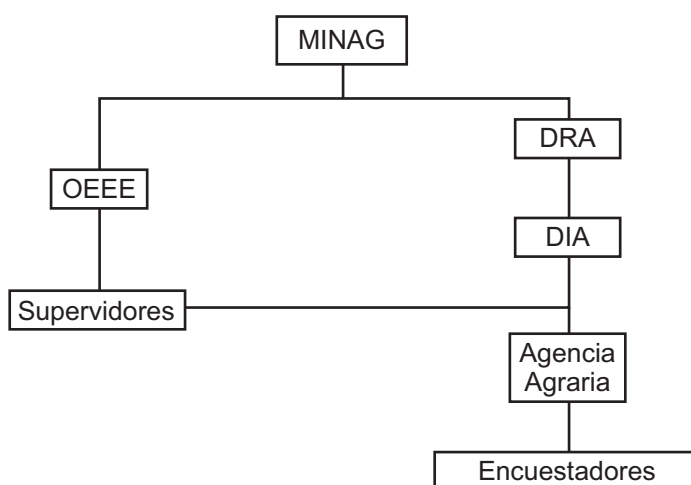 MINAG
DRA
OEEE
DIA
Supervidores
Agencia
Agraria
Encuestadores